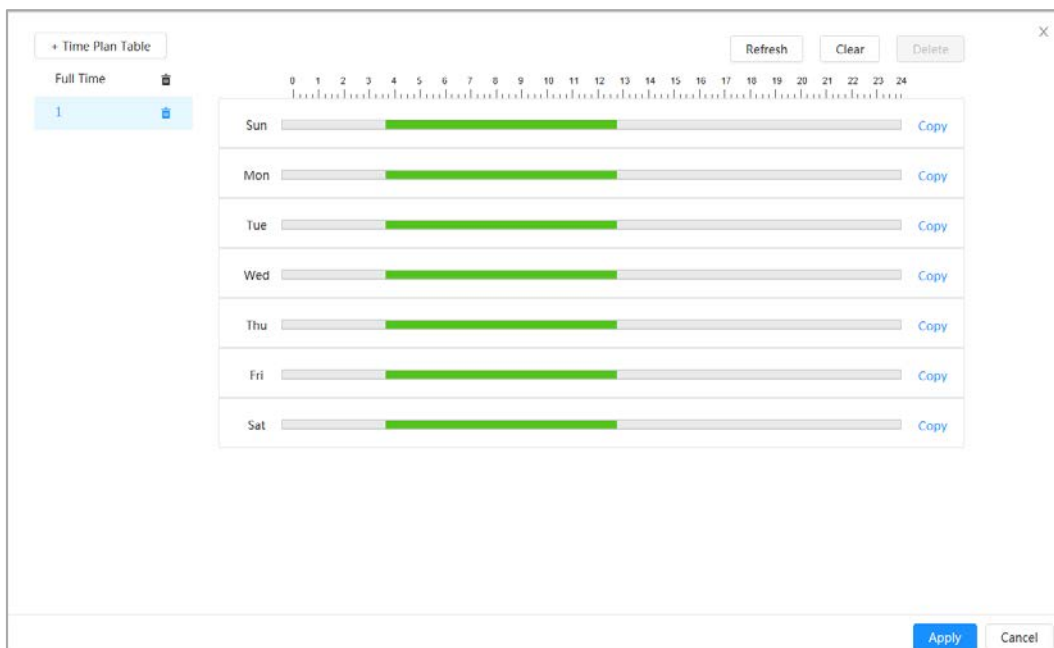 + Time Plan Table
Refresh Clear Delete X
Full Time
0 1 2 3 4 5 6 7 8 9 10 11 12 13 14 15 16 17 18 19 20 21 22 23 24
1
Sun Copy
Mon Copy
Tue Copy
Wed Copy
Thu Copy
Fri Copy
Sat Copy
Apply Cancel